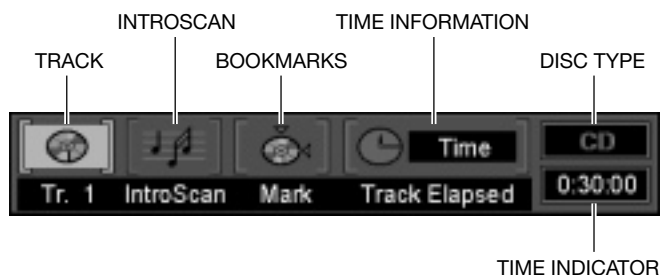 INTROSCAN TIME INFORMATION
TRACK BOOKMARKS DISC TYPE
Time CD
Tr. 1 IntroScan Mark Track Elapsed 0:30:00
TIME INDICATOR